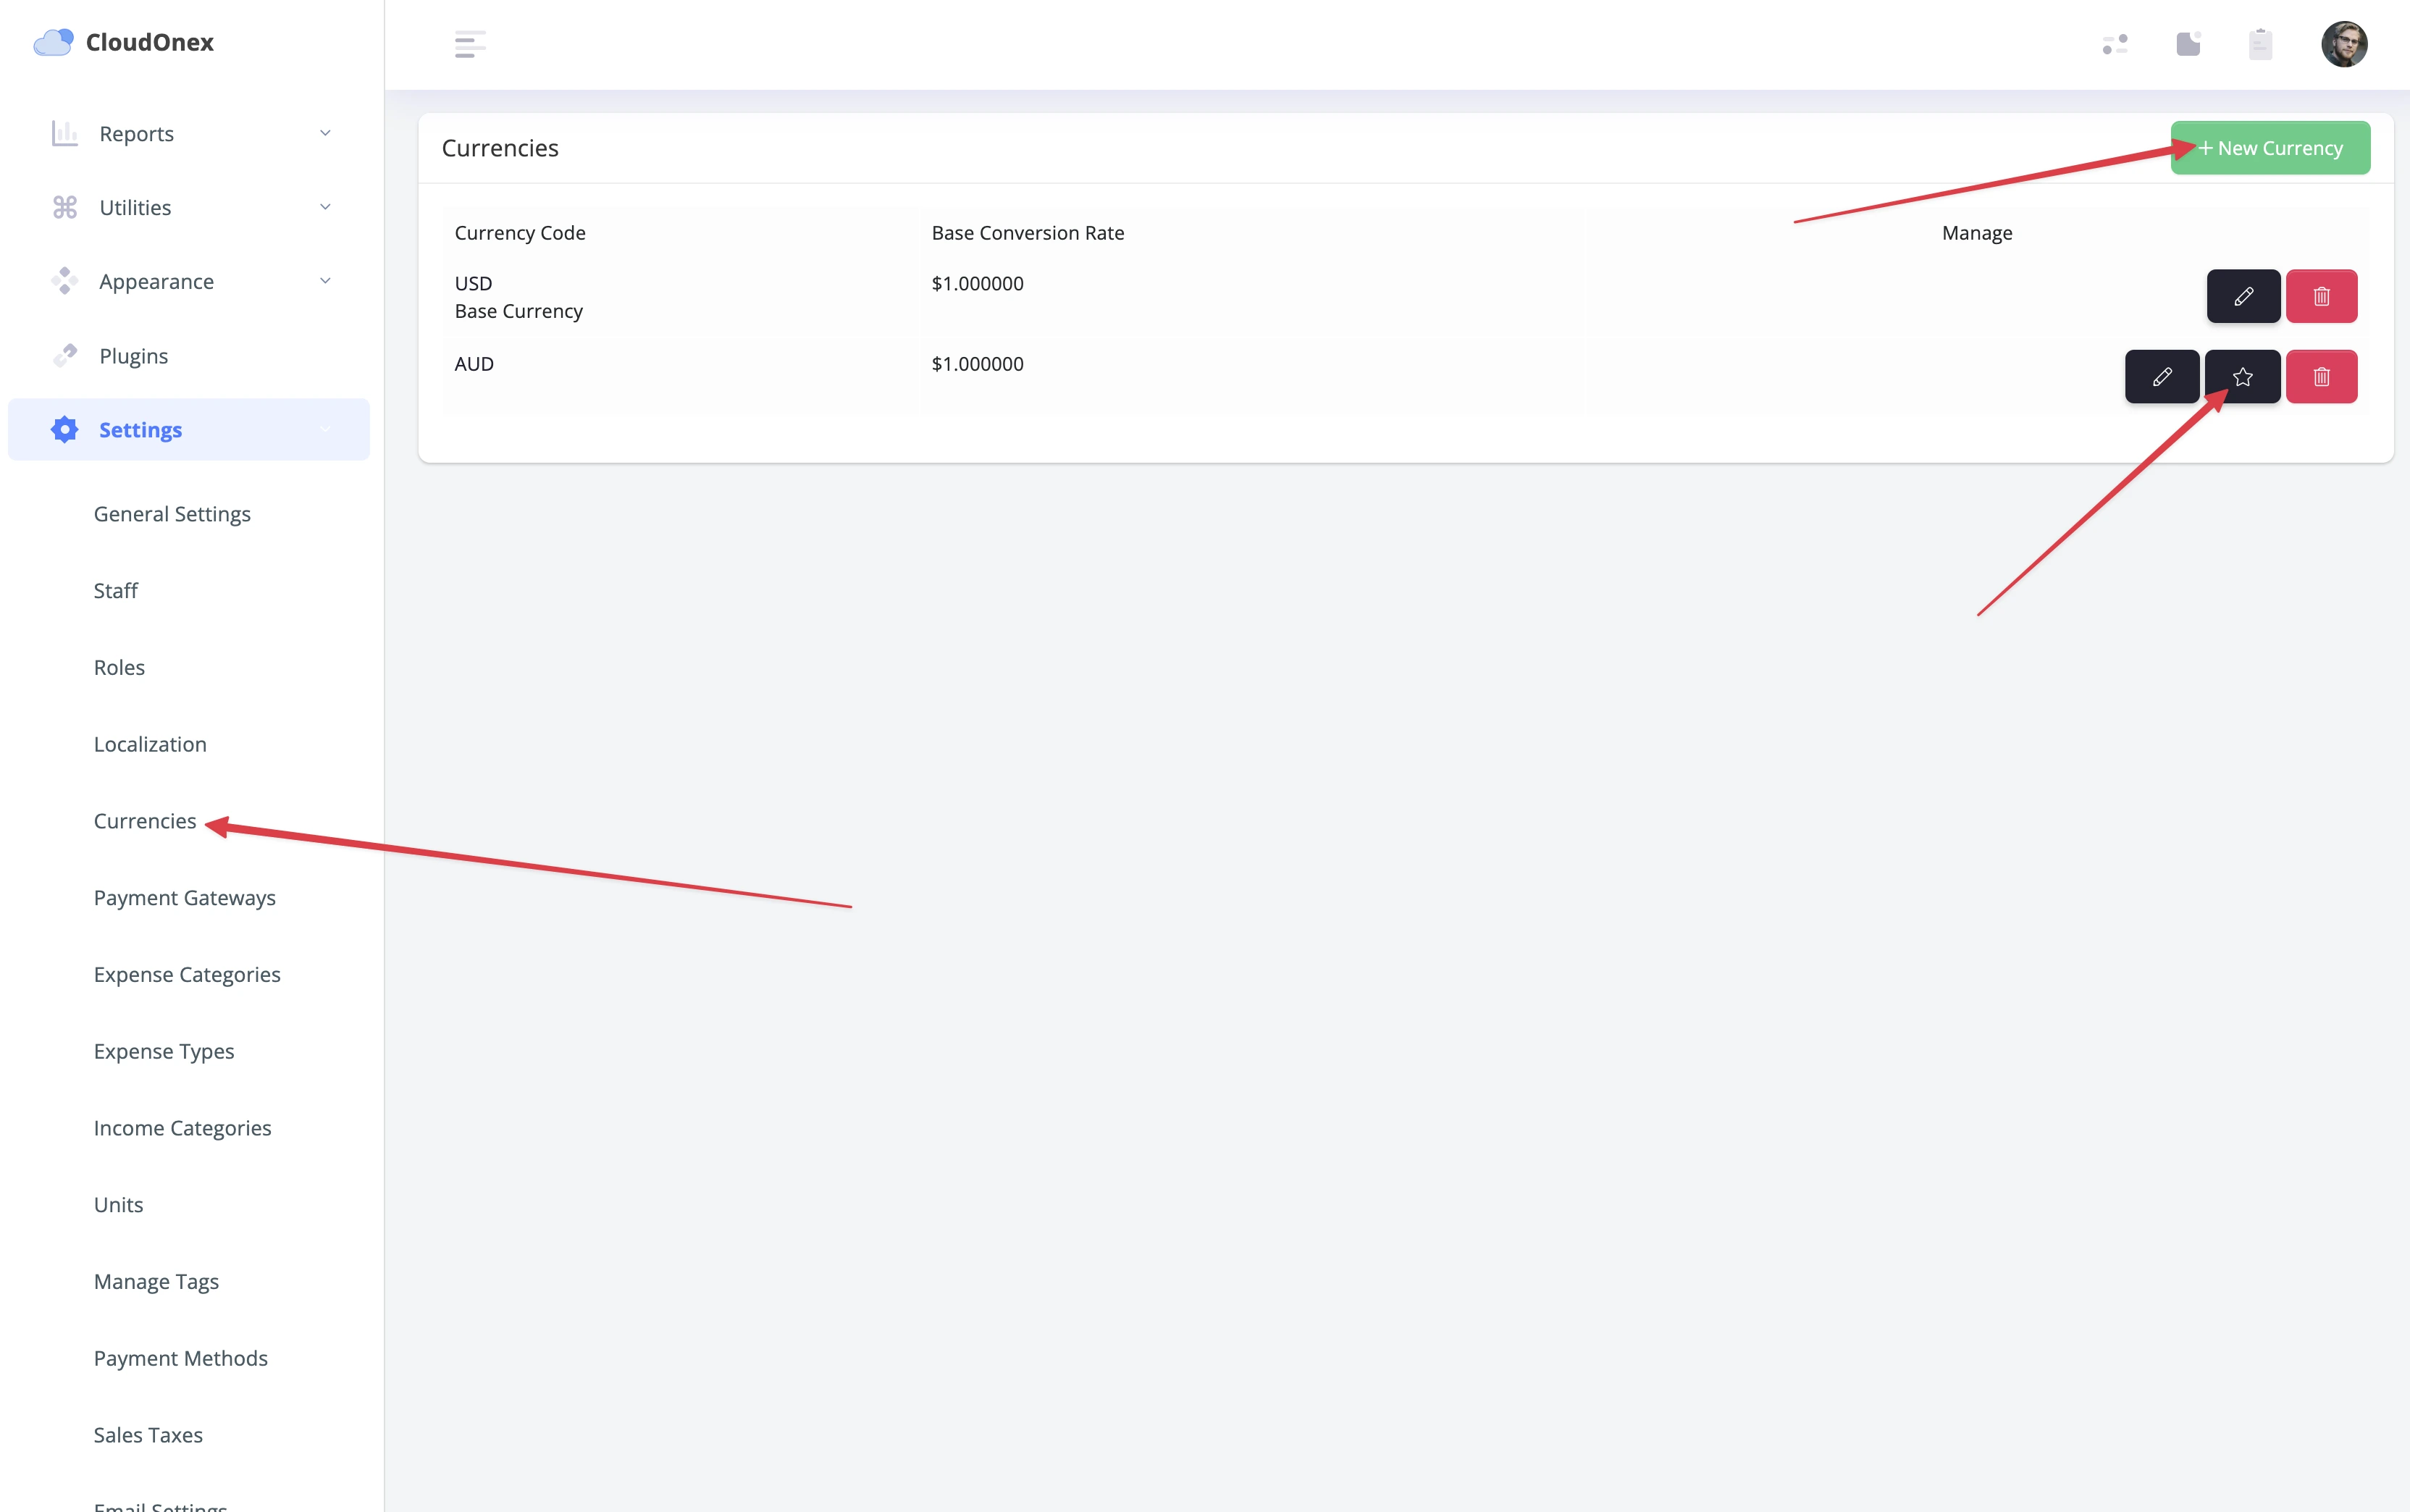 CloudOnex
Reports
Utilities
Appearance
Plugins
Settings
General Settings
Staff
Roles
Localization
Currencies
Payment Gateways
Expense Categories
Expense Types
Income Categories
Units
Manage Tags
Payment Methods
Sales Taxes
Email Settings
Currencies
+ New Currency
Currency Code Base Conversion Rate Manage
USD $1.000000
Base Currency
AUD $1.000000